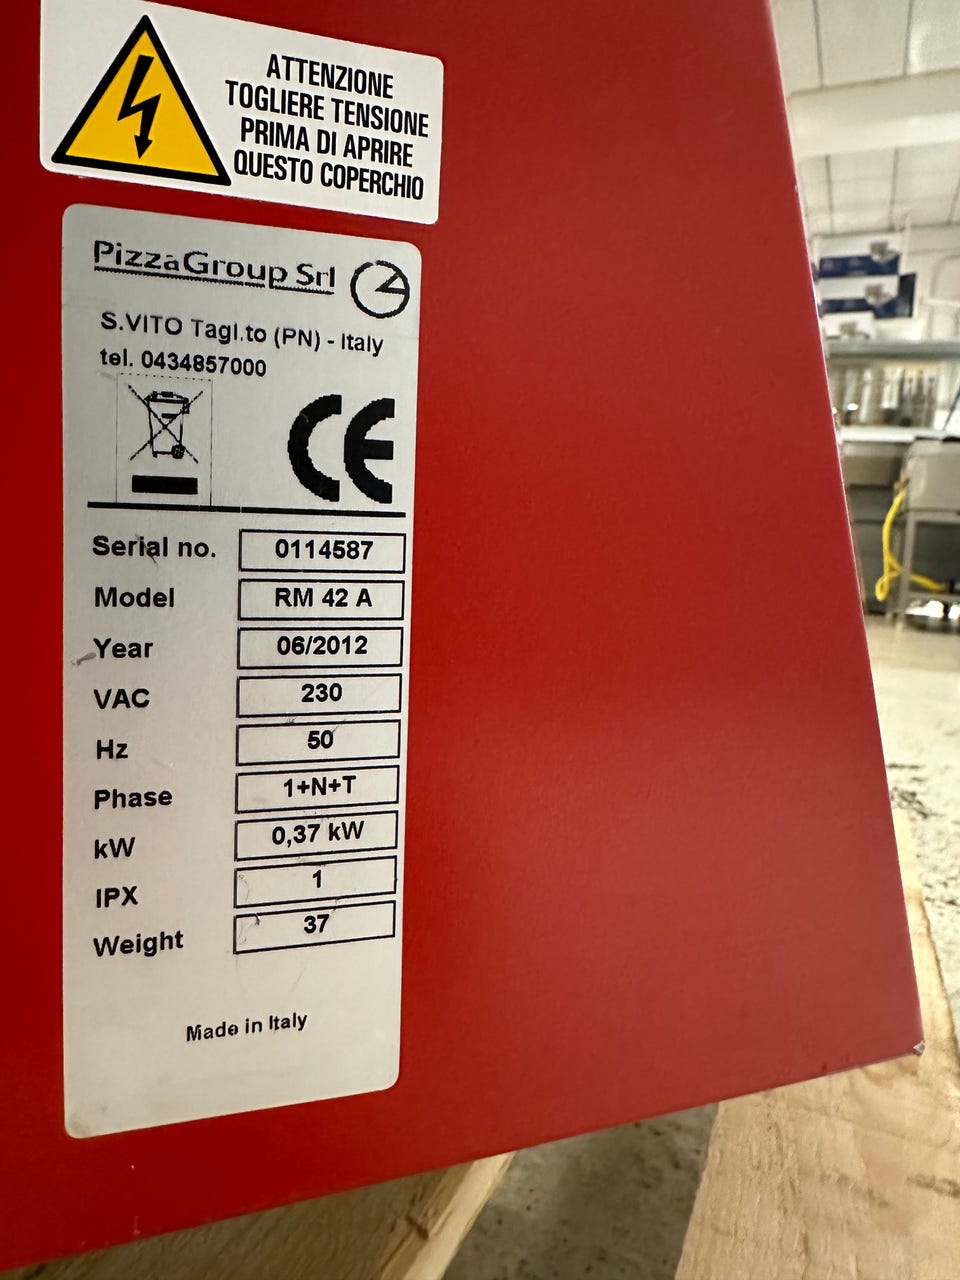 ATTENZIONE
TOGLIERE TENSIONE
PRIMA DI APRIRE
QUESTO COPERCHIO
PizzaGroup Srl
S.VITO Tagl.to (PN) - Italy
tel. 0434857000
CE
Serial no. 0114587
Model RM 42 A
Year 06/2012
VAC 230
Hz 50
Phase 1+N+T
kW 0,37 kW
IPX 1
Weight 37
Made in Italy